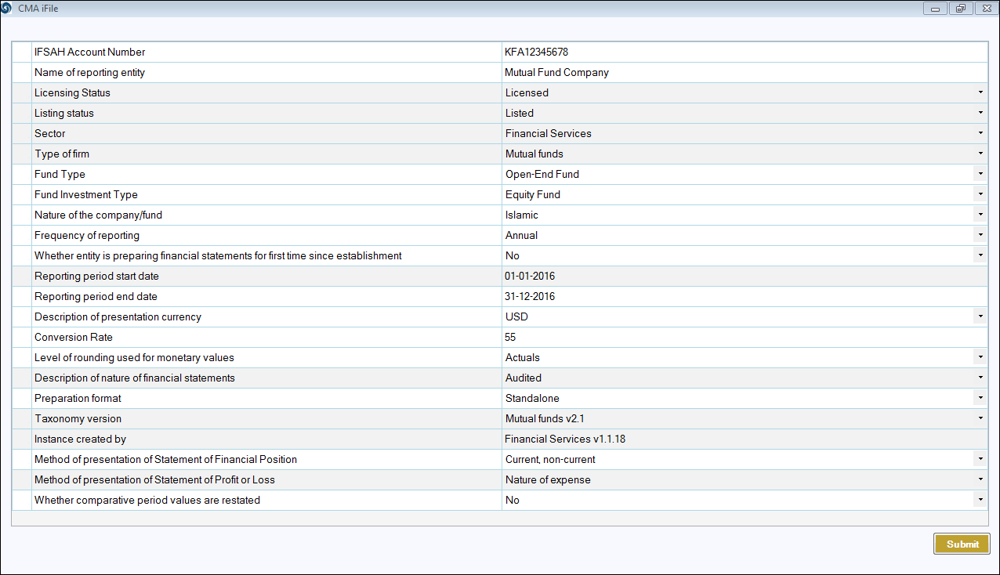 CMA iFile
IFSAH Account Number KFA12345678
Name of reporting entity Mutual Fund Company
Licensing Status Licensed
Listing status Listed
Sector Financial Services
Type of firm Mutual funds
Fund Type Open-End Fund
Fund Investment Type Equity Fund
Nature of the company/fund Islamic
Frequency of reporting Annual
Whether entity is preparing financial statements for first time since establishment No
Reporting period start date 01-01-2016
Reporting period end date 31-12-2016
Description of presentation currency USD
Conversion Rate 55
Level of rounding used for monetary values Actuals
Description of nature of financial statements Audited
Preparation format Standalone
Taxonomy version Mutual funds v2.1
Instance created by Financial Services v1.1.18
Method of presentation of Statement of Financial Position Current, non-current
Method of presentation of Statement of Profit or Loss Nature of expense
Whether comparative period values are restated No
Submit